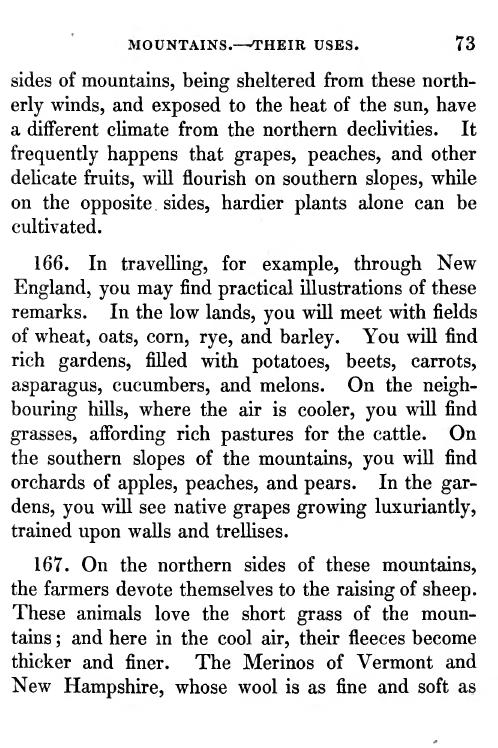 MOUNTAINS.—THEIR USES. 73
sides of mountains, being sheltered from these north-
erly winds, and exposed to the heat of the sun, have
a different climate from the northern declivities. It
frequently happens that grapes, peaches, and other
delicate fruits, will flourish on southern slopes, while
on the opposite sides, hardier plants alone can be
cultivated.
166. In travelling, for example, through New
England, you may find practical illustrations of these
remarks. In the low lands, you will meet with fields
of wheat, oats, corn, rye, and barley. You will find
rich gardens, filled with potatoes, beets, carrots,
asparagus, cucumbers, and melons. On the neigh-
bouring hills, where the air is cooler, you will find
grasses, affording rich pastures for the cattle. On
the southern slopes of the mountains, you will find
orchards of apples, peaches, and pears. In the gar-
dens, you will see native grapes growing luxuriantly,
trained upon walls and trellises.
167. On the northern sides of these mountains,
the farmers devote themselves to the raising of sheep.
These animals love the short grass of the moun-
tains; and here in the cool air, their fleeces become
thicker and finer. The Merinos of Vermont and
New Hampshire, whose wool is as fine and soft as